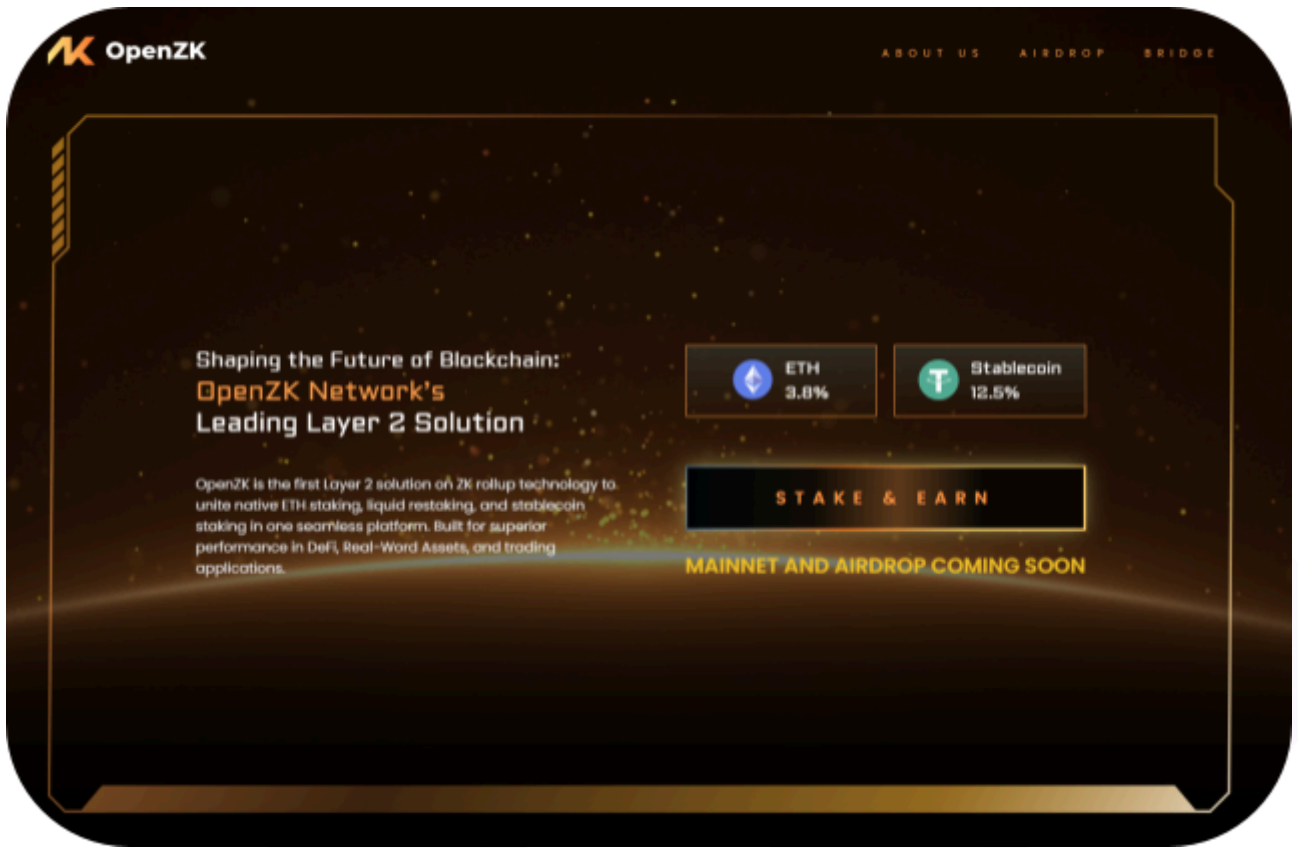 OpenZK
ABOUT US AIRDROP BRIDGE
Shaping the Future of Blockchain:
OpenZK Network's
Leading Layer 2 Solution
OpenZK is the first Layer 2 solution on ZK rollup technology to
unite native ETH staking, liquid restaking, and stablecoin
staking in one seamless platform. Built for superior
performance in DeFi, Real-Word Assets, and trading
applications.
ETH
3.8%
Stablecoin
12.5%
STAKE & EARN
MAINNET AND AIRDROP COMING SOON